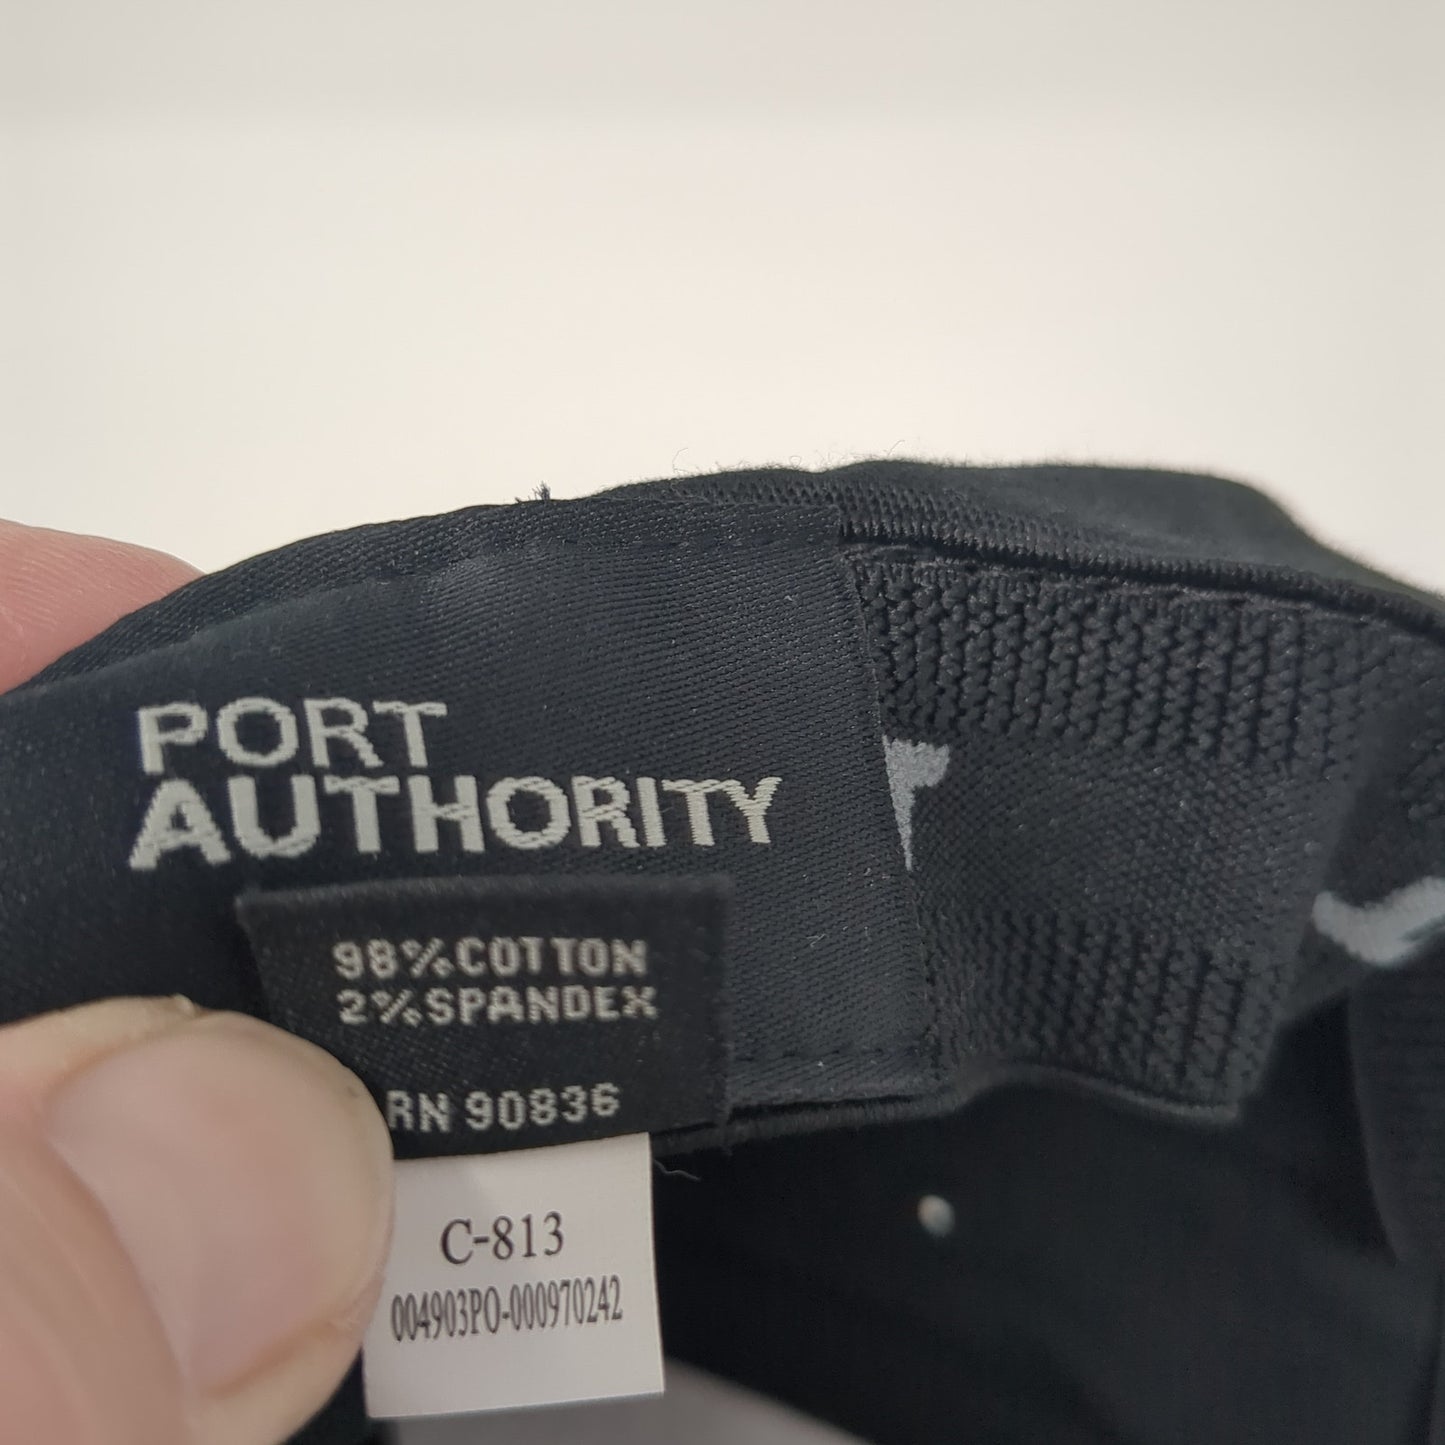 PORT
AUTHORITY
98% COTTON
2% SPANDEX
RN 90836
C-813
004903PO-000970242